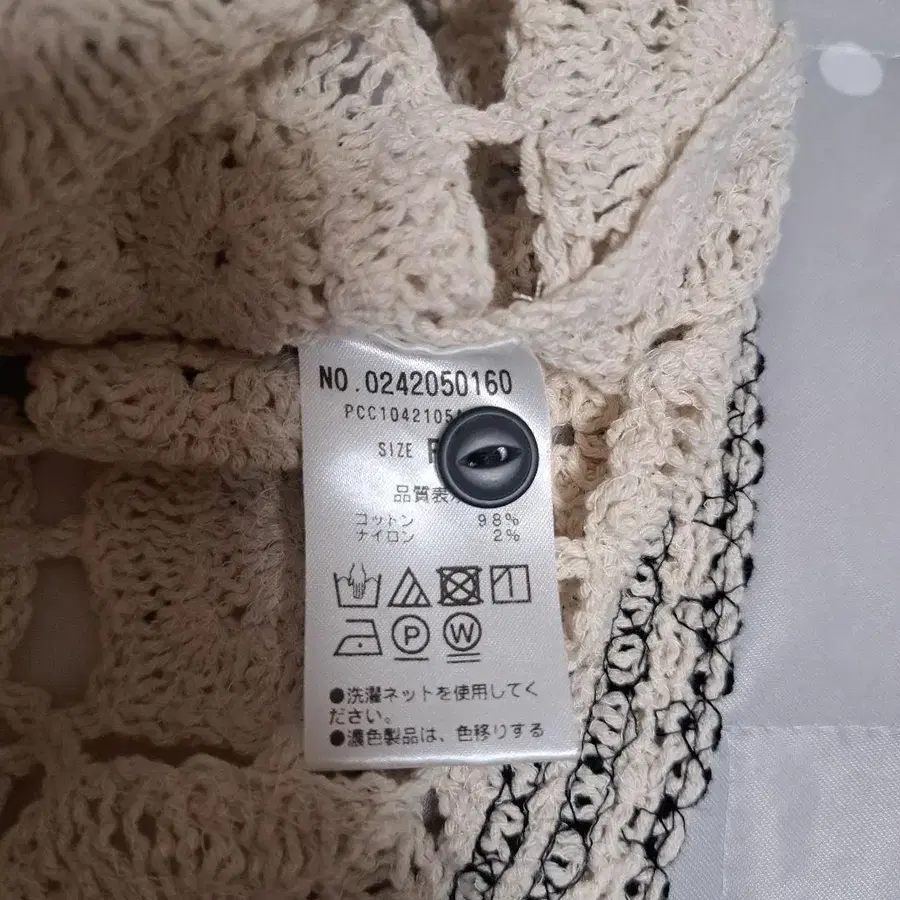 NO.0242050160
PCC1042105
SIZE F
品質表
コットン 98%
ナイロン 2%
P W
●洗濯ネットを使用してく
ださい。
●濃色製品は、色移りする